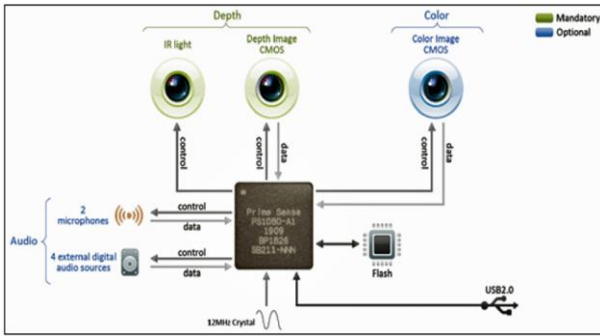 Depth
Color
Mandatory
Optional
IR light
Depth Image
CMOS
Color Image
CMOS
control
control
data
control
data
Audio
2
microphones
control
data
4 external digital
audio sources
control
data
Prime Sense
PS1080-A1
1909
BP1826
SB211-NNN
Flash
USB2.0
12MHz Crystal